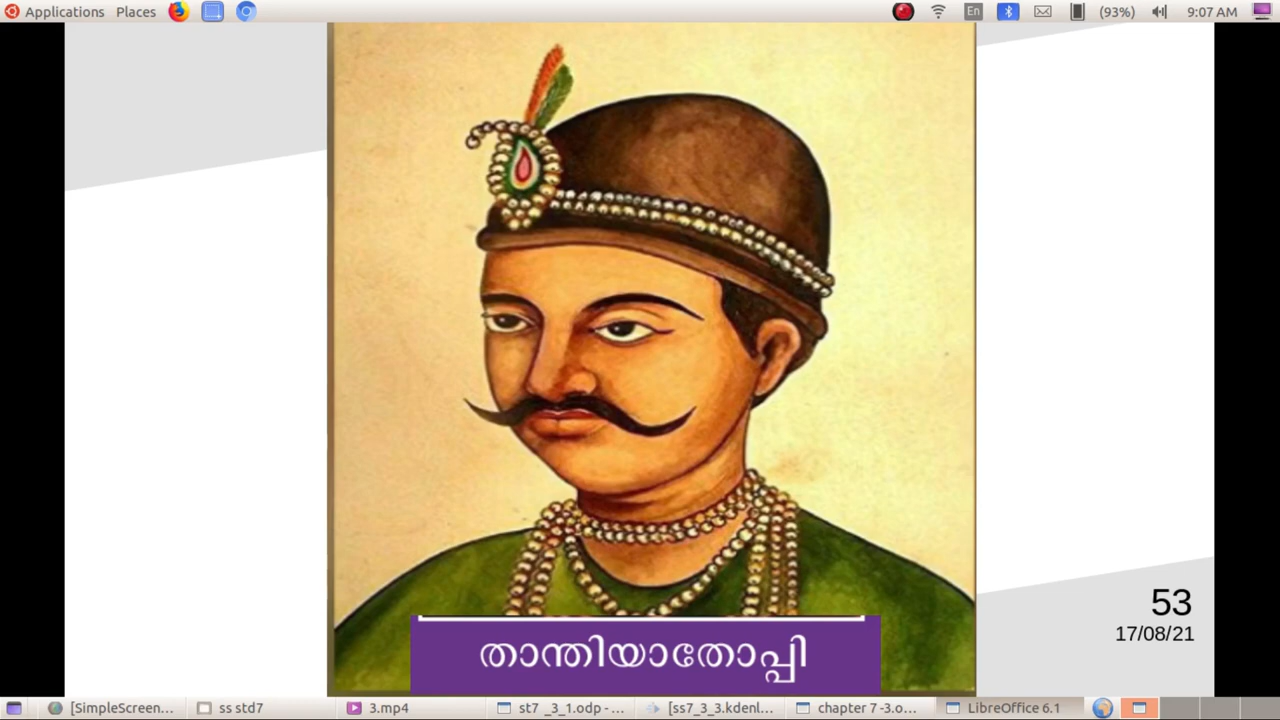 Applications Places En (93%) 9:07 AM
താന്തിയാതോപ്പി
53
17/08/21
[SimpleScreen... ss std7 3.mp4 st7 _3_1.odp - ... [ss7_3_3.kdenl... chapter 7 -3.o... LibreOffice 6.1